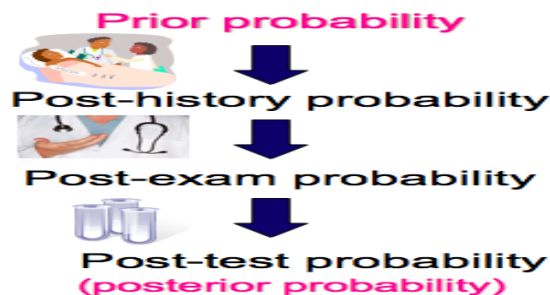 Prior probability
Post-history probability
Post-exam probability
Post-test probability
(posterior probability)